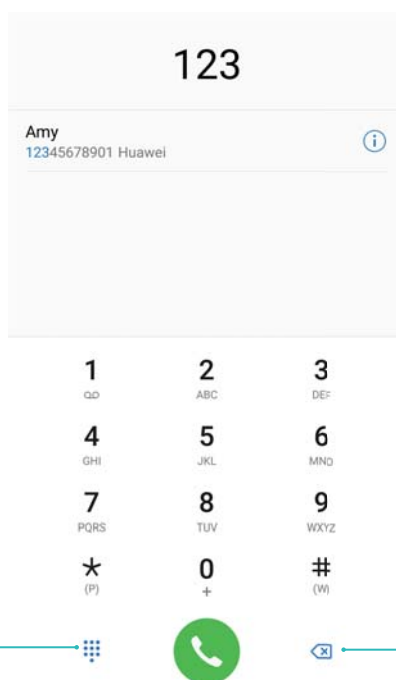 123
Amy
12345678901 Huawei
1 2 3
ABC DEF
4 5 6
GHI JKL MNO
7 8 9
PQRS TUV WXYZ
* 0 #
(P) + (W)